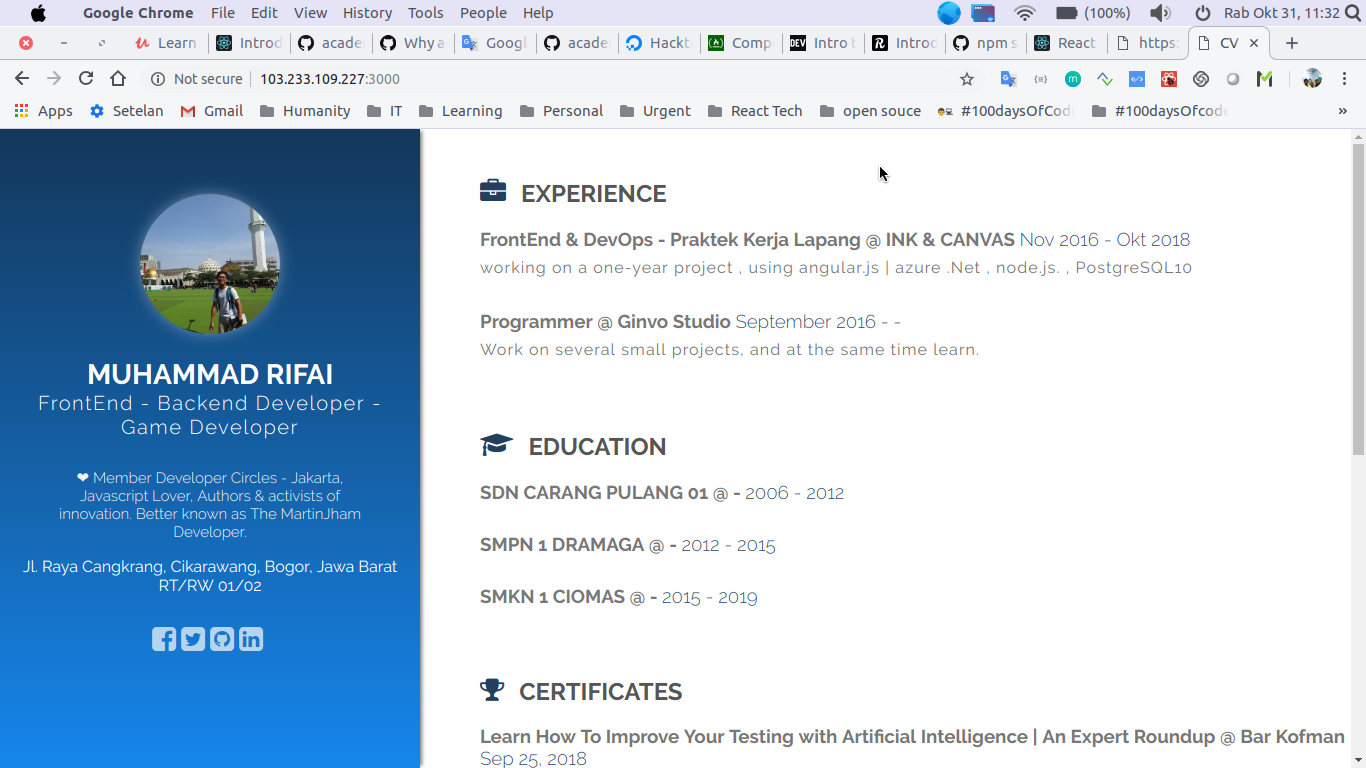 Google Chrome File Edit View History Tools People Help (100%) Rab Okt 31, 11:32
Learn Introd acade Why a Googl acade Hackt Comp DEV Intro t Introd npm s React https: CV
Not secure 103.233.109.227:3000
Apps Setelan Gmail Humanity IT Learning Personal Urgent React Tech open souce #100daysOfCode #100daysOfcode »
MUHAMMAD RIFAI
FrontEnd - Backend Developer -
Game Developer
❤ Member Developer Circles - Jakarta,
Javascript Lover, Authors & activists of
innovation. Better known as The MartinJham
Developer.
Jl. Raya Cangkrang, Cikarawang, Bogor, Jawa Barat
RT/RW 01/02
EXPERIENCE
FrontEnd & DevOps - Praktek Kerja Lapang @ INK & CANVAS Nov 2016 - Okt 2018
working on a one-year project , using angular.js | azure .Net , node.js. , PostgreSQL10
Programmer @ Ginvo Studio September 2016 - -
Work on several small projects, and at the same time learn.
EDUCATION
SDN CARANG PULANG 01 @ - 2006 - 2012
SMPN 1 DRAMAGA @ - 2012 - 2015
SMKN 1 CIOMAS @ - 2015 - 2019
CERTIFICATES
Learn How To Improve Your Testing with Artificial Intelligence | An Expert Roundup @ Bar Kofman
Sep 25, 2018